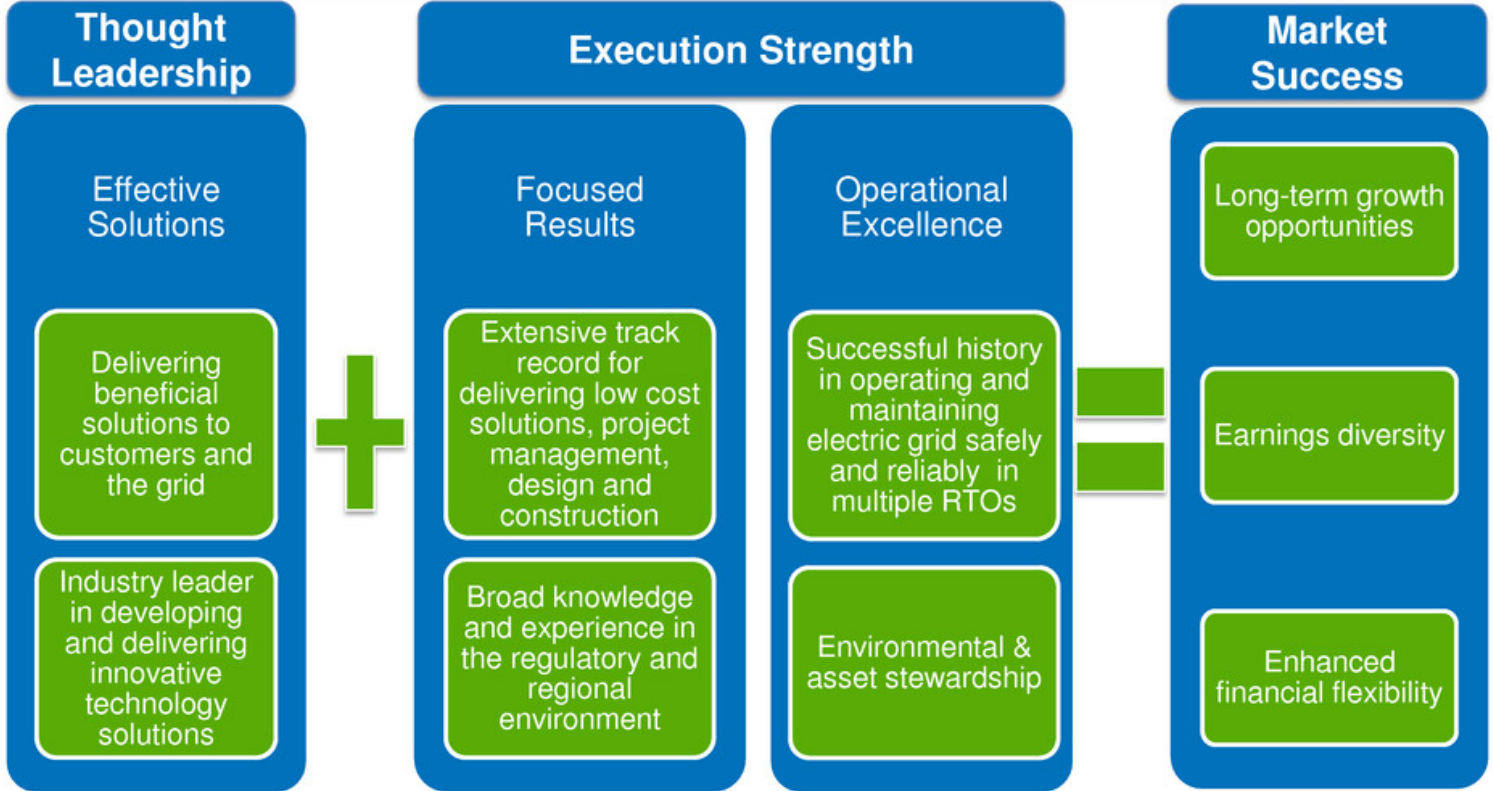 Thought
Leadership
Execution Strength
Market
Success
Effective
Solutions
Delivering
beneficial
solutions to
customers and
the grid
Industry leader
in developing
and delivering
innovative
technology
solutions
Focused
Results
Extensive track
record for
delivering low cost
solutions, project
management,
design and
construction
Broad knowledge
and experience in
the regulatory and
regional
environment
Operational
Excellence
Successful history
in operating and
maintaining
electric grid safely
and reliably in
multiple RTOs
Environmental &
asset stewardship
Long-term growth
opportunities
Earnings diversity
Enhanced
financial flexibility